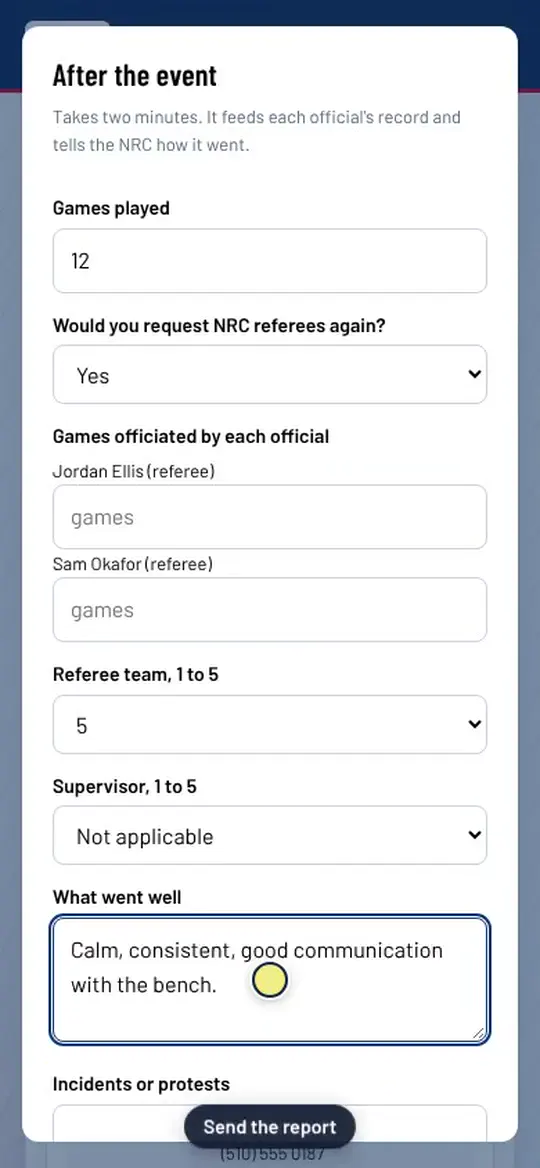 After the event
Takes two minutes. It feeds each official's record and
tells the NRC how it went.
Games played
12
Would you request NRC referees again?
Yes
Games officiated by each official
Jordan Ellis (referee)
games
Sam Okafor (referee)
games
Referee team, 1 to 5
5
Supervisor, 1 to 5
Not applicable
What went well
Calm, consistent, good communication
with the bench.
Incidents or protests
Send the report
(510) 555 0187